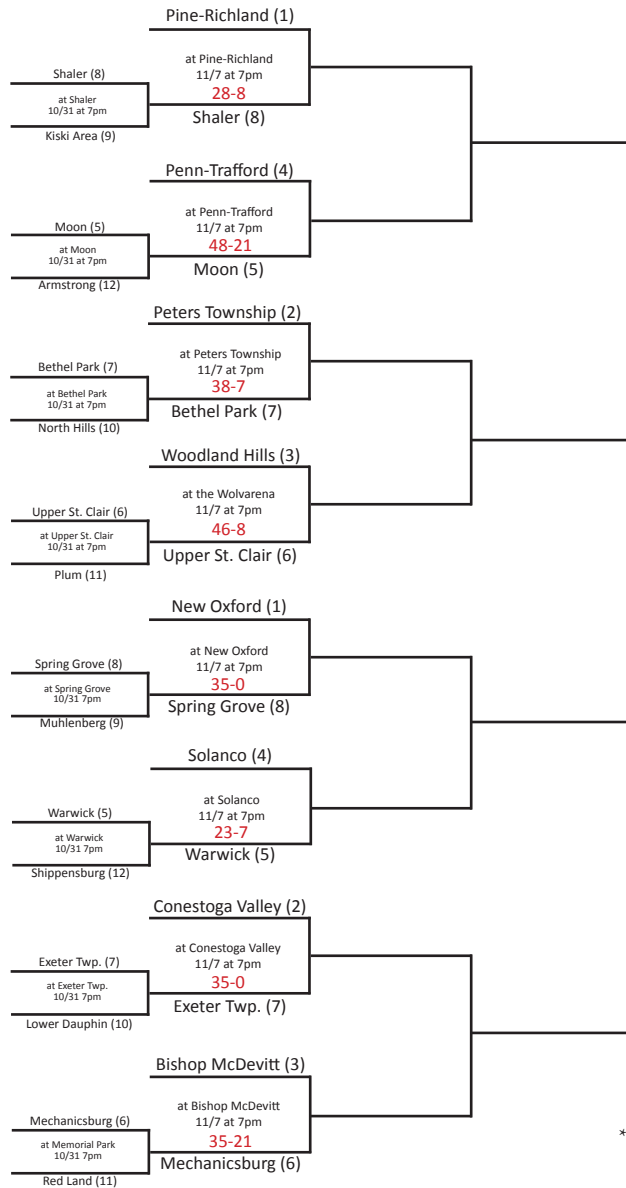 Pine-Richland (1)
Shaler (8)
at Shaler
10/31 at 7pm
Kiski Area (9)
at Pine-Richland
11/7 at 7pm
28-8
Shaler (8)
Penn-Trafford (4)
Moon (5)
at Moon
10/31 at 7pm
Armstrong (12)
at Penn-Trafford
11/7 at 7pm
48-21
Moon (5)
Peters Township (2)
Bethel Park (7)
at Bethel Park
10/31 at 7pm
North Hills (10)
at Peters Township
11/7 at 7pm
38-7
Bethel Park (7)
Woodland Hills (3)
Upper St. Clair (6)
at Upper St. Clair
10/31 at 7pm
Plum (11)
at the Wolvarena
11/7 at 7pm
46-8
Upper St. Clair (6)
New Oxford (1)
Spring Grove (8)
at Spring Grove
10/31 7pm
Muhlenberg (9)
at New Oxford
11/7 at 7pm
35-0
Spring Grove (8)
Solanco (4)
Warwick (5)
at Warwick
10/31 7pm
Shippensburg (12)
at Solanco
11/7 at 7pm
23-7
Warwick (5)
Conestoga Valley (2)
Exeter Twp. (7)
at Exeter Twp.
10/31 7pm
Lower Dauphin (10)
at Conestoga Valley
11/7 at 7pm
35-0
Exeter Twp. (7)
Bishop McDevitt (3)
Mechanicsburg (6)
at Memorial Park
10/31 7pm
Red Land (11)
at Bishop McDevitt
11/7 at 7pm
35-21
Mechanicsburg (6)
*